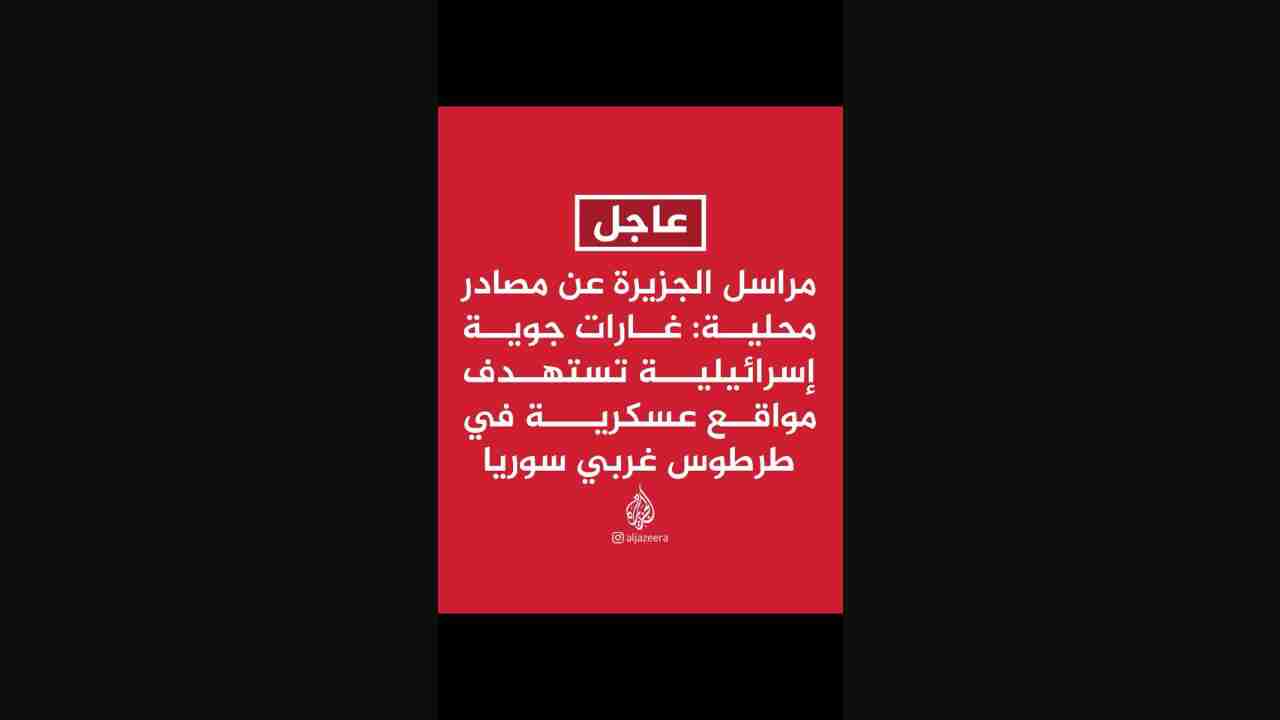 عاجل
مراسل الجزيرة عن مصادر
محلية: غارات جوية
إسرائيلية تستهدف
مواقع عسكرية في
طرطوس غربي سوريا
الجزيرة
aljazeera